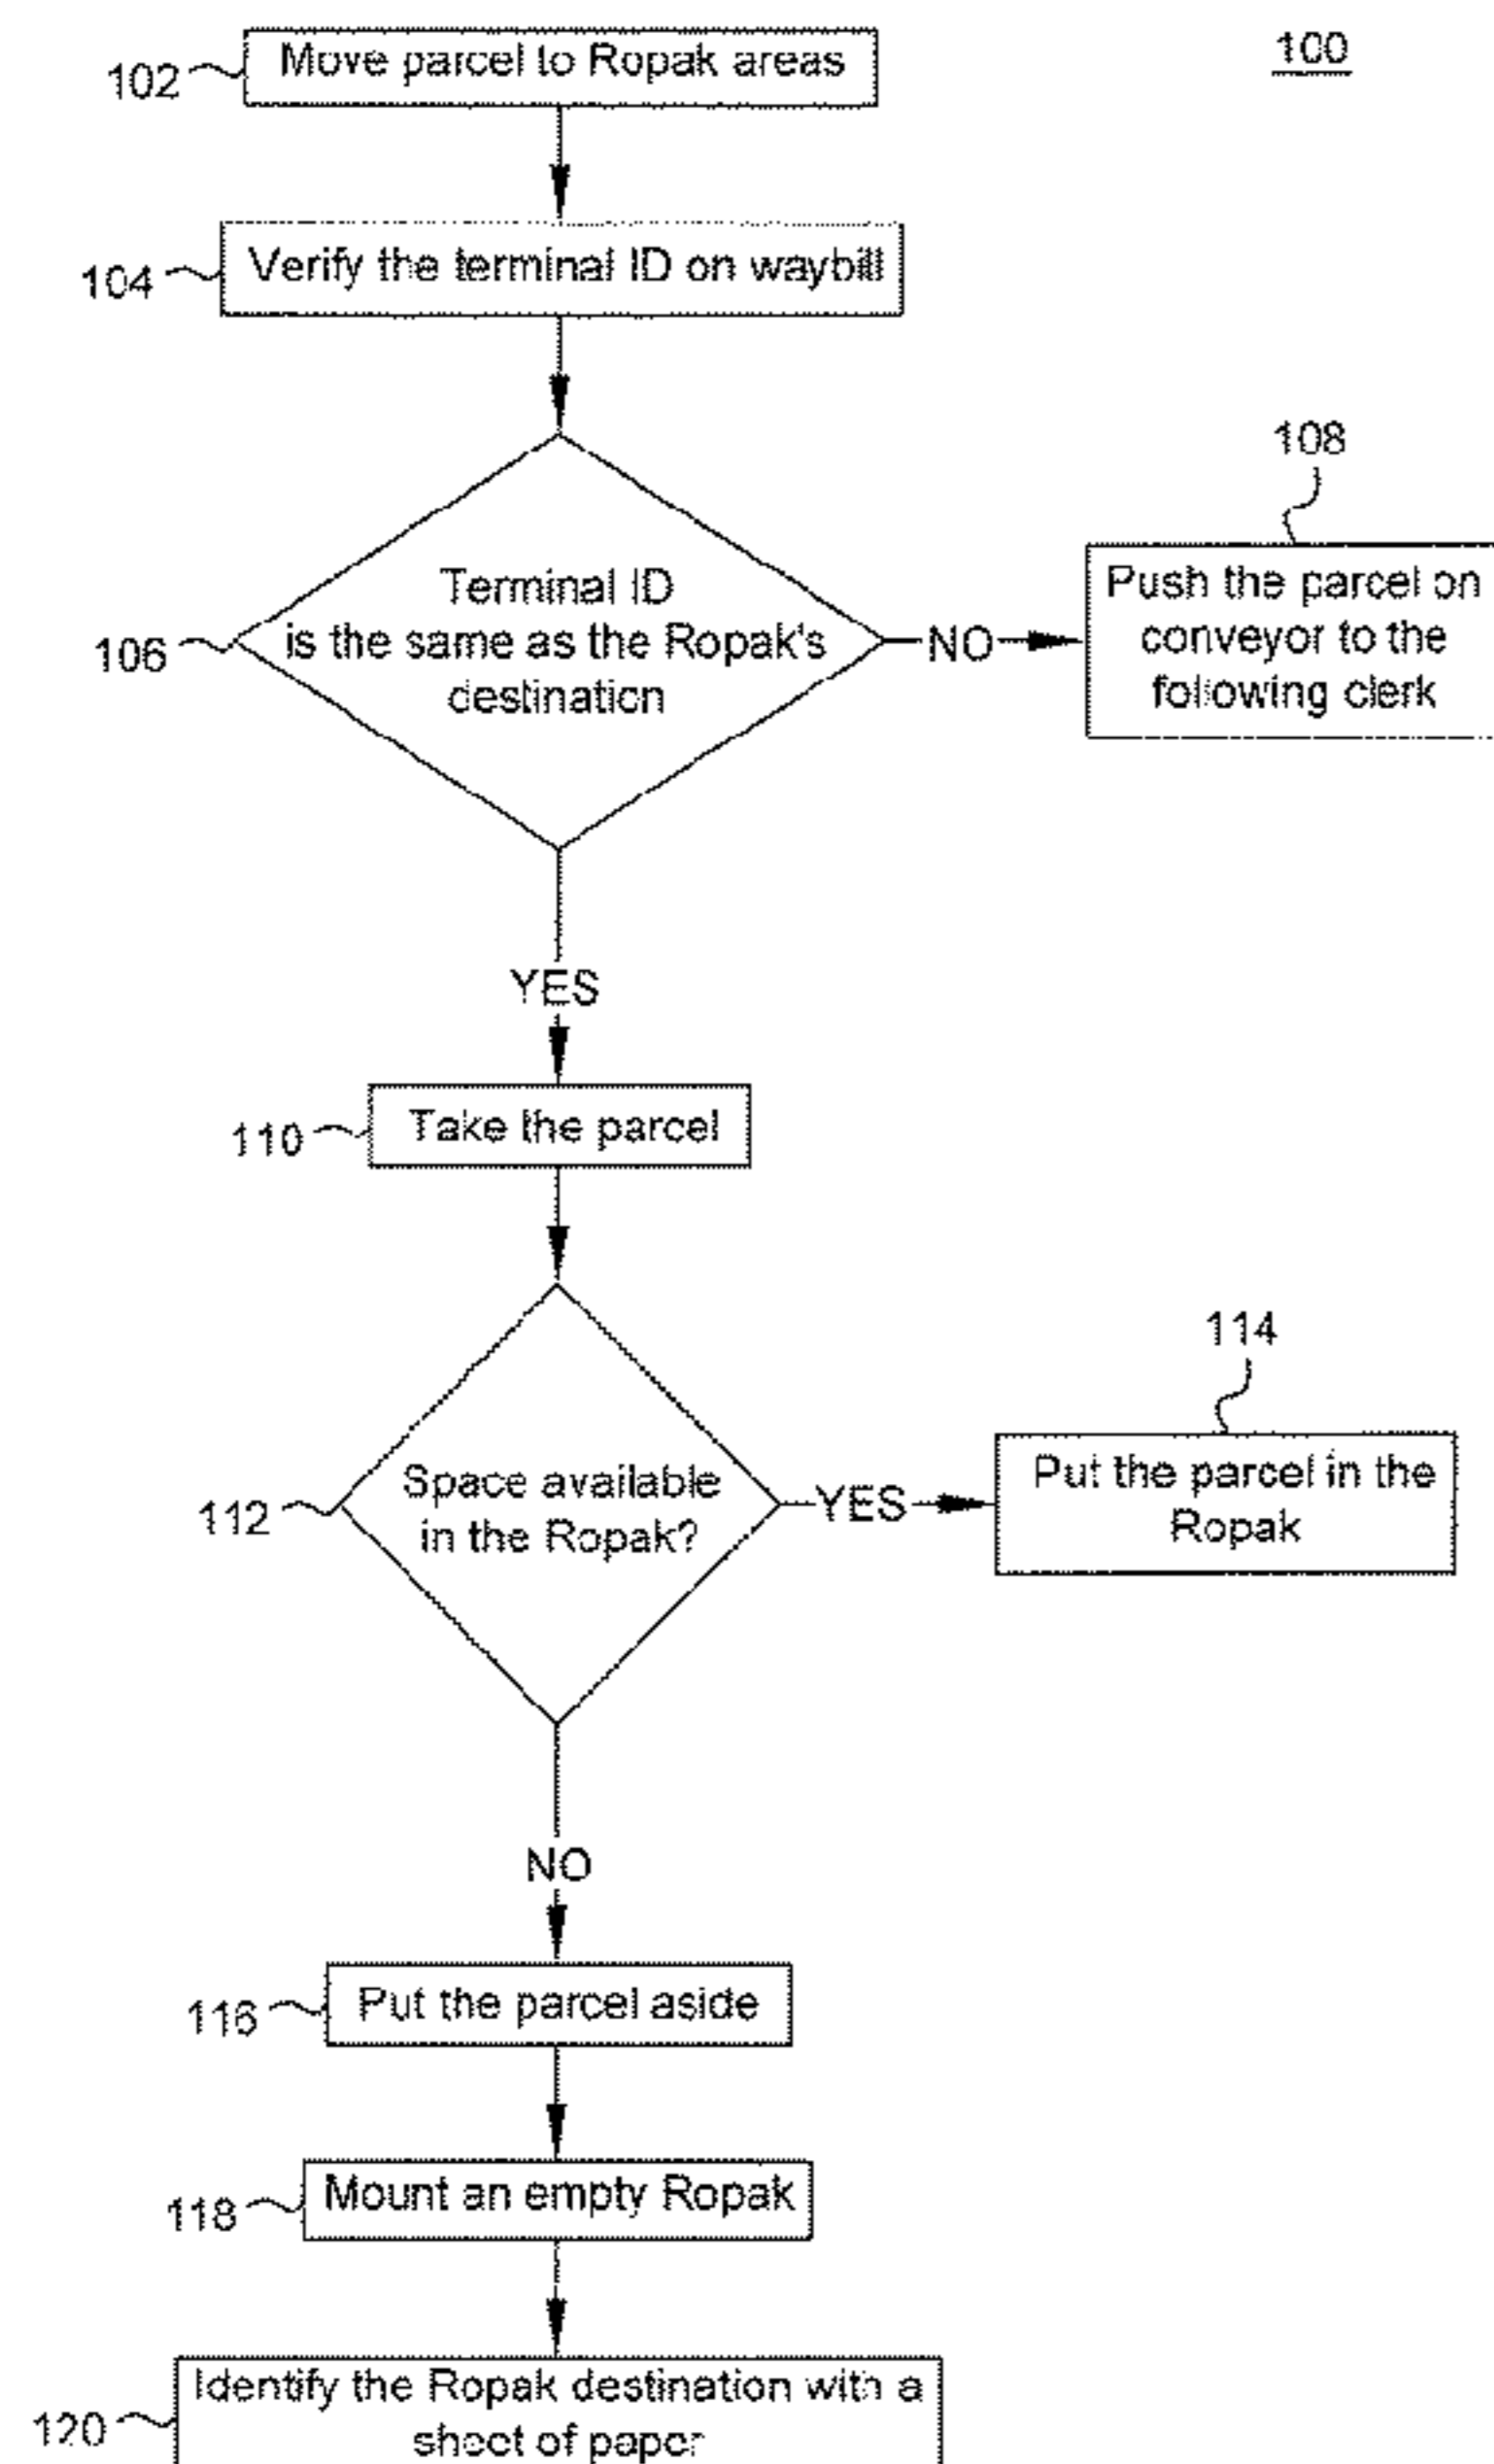 100
102
Move parcel to Ropak areas
104
Verify the terminal ID on waybill
106
Terminal ID
is the same as the Ropak's
destination
NO
108
Push the parcel on
conveyor to the
following clerk
YES
110
Take the parcel
112
Space available
in the Ropak?
YES
114
Put the parcel in the
Ropak
NO
116
Put the parcel aside
118
Mount an empty Ropak
120
Identify the Ropak destination with a
sheet of paper